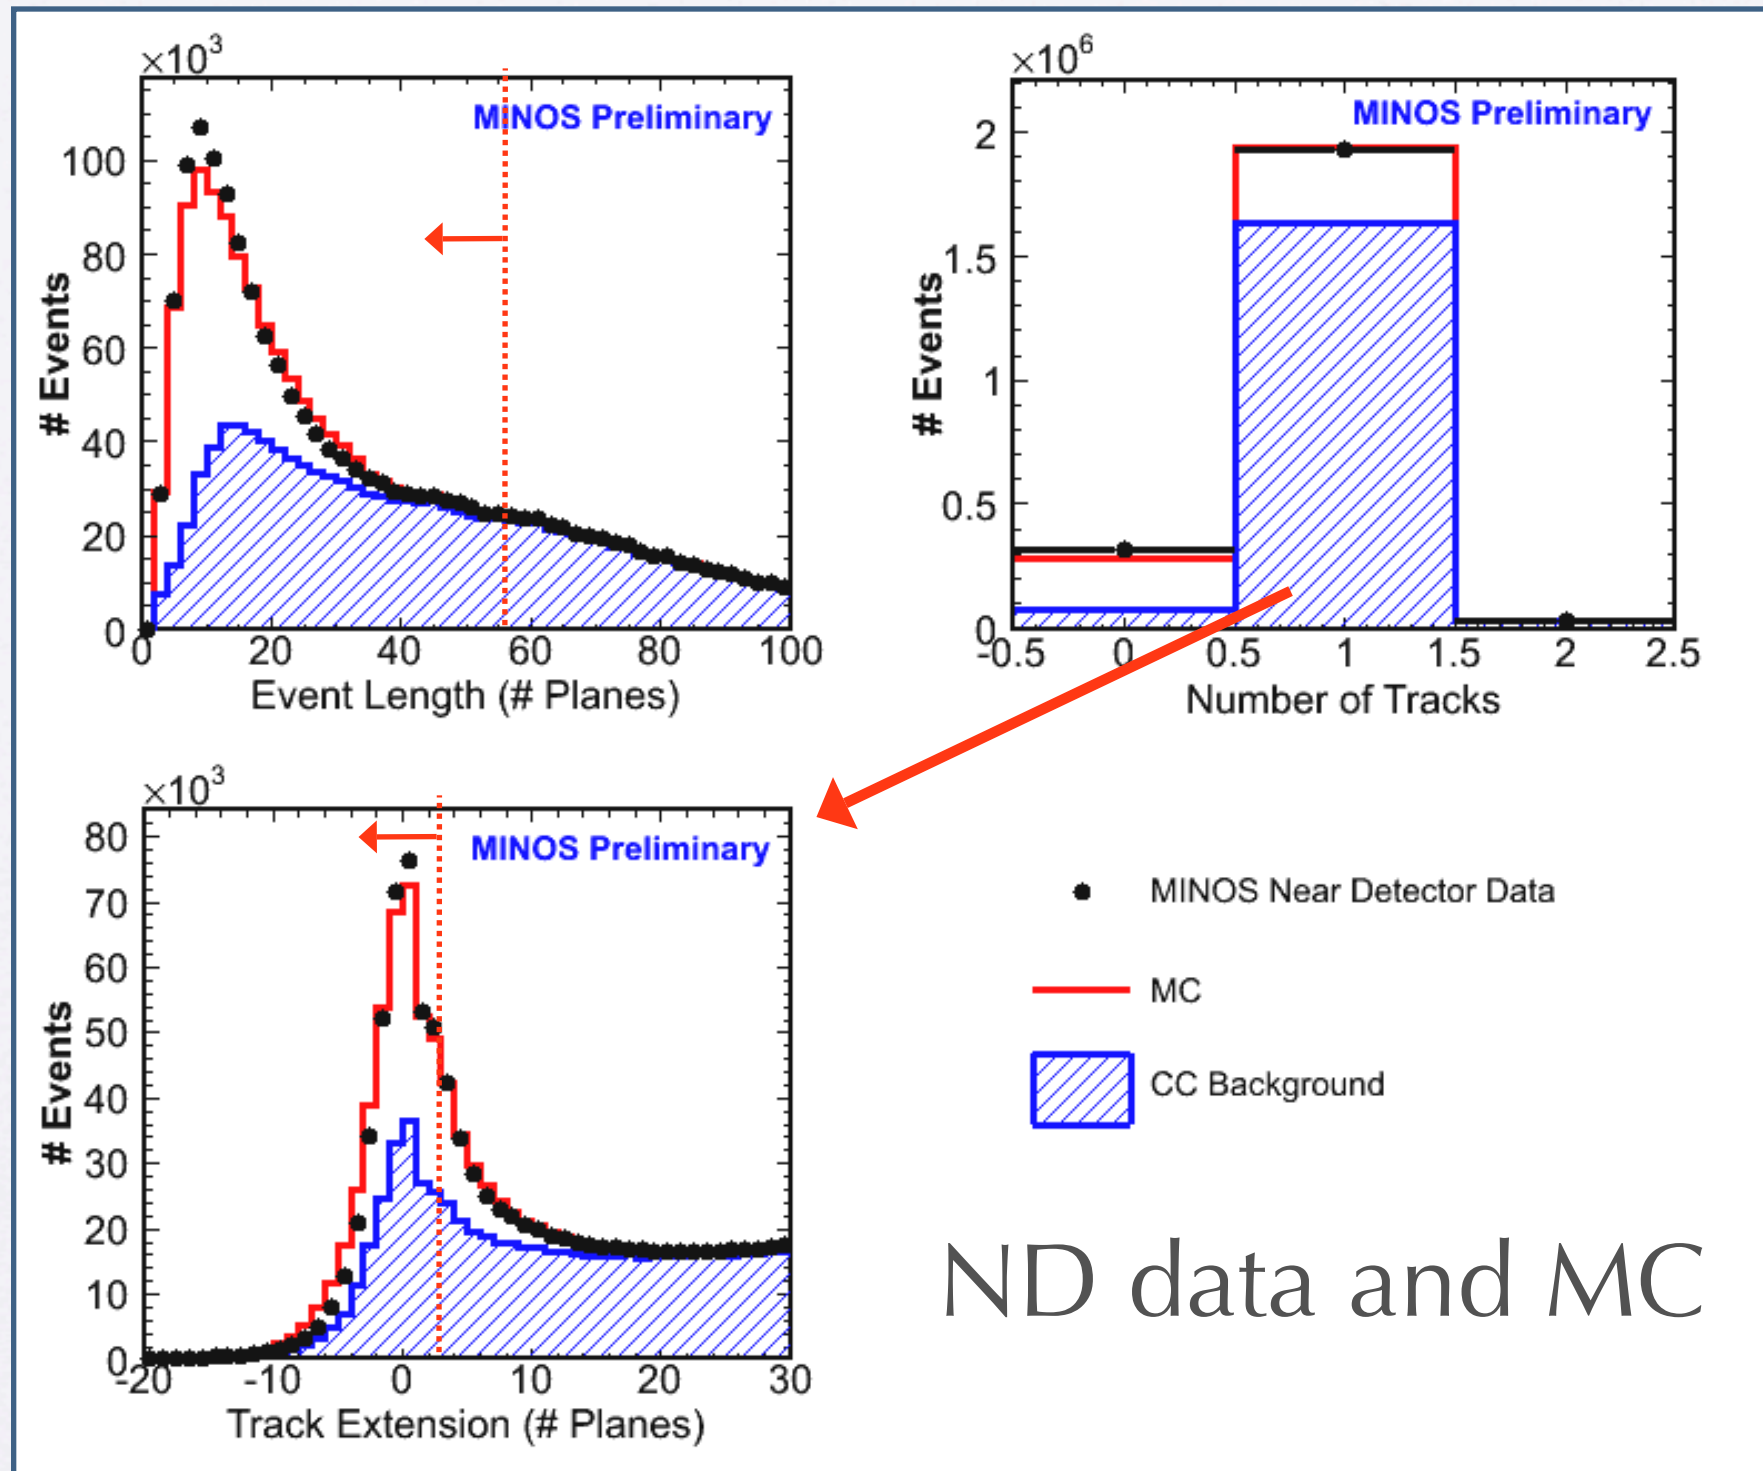 ×10³
MINOS Preliminary
# Events
100
80
60
40
20
0
0 20 40 60 80 100
Event Length (# Planes)
×10⁶
MINOS Preliminary
# Events
2
1.5
1
0.5
0
-0.5 0 0.5 1 1.5 2 2.5
Number of Tracks
×10³
MINOS Preliminary
# Events
80
70
60
50
40
30
20
10
0
-20 -10 0 10 20 30
Track Extension (# Planes)
MINOS Near Detector Data
MC
CC Background
ND data and MC